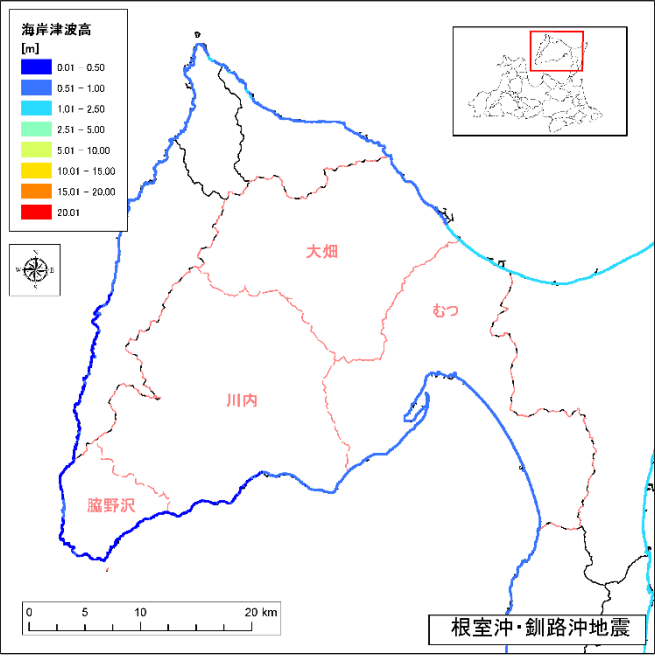 海岸津波高
[m]
0.01 - 0.50
0.51 - 1.00
1.01 - 2.50
2.51 - 5.00
5.01 - 10.00
10.01 - 15.00
15.01 - 20.00
20.01
N
W E
S
大畑
むつ
川内
脇野沢
0 5 10 20 km
根室沖・釧路沖地震